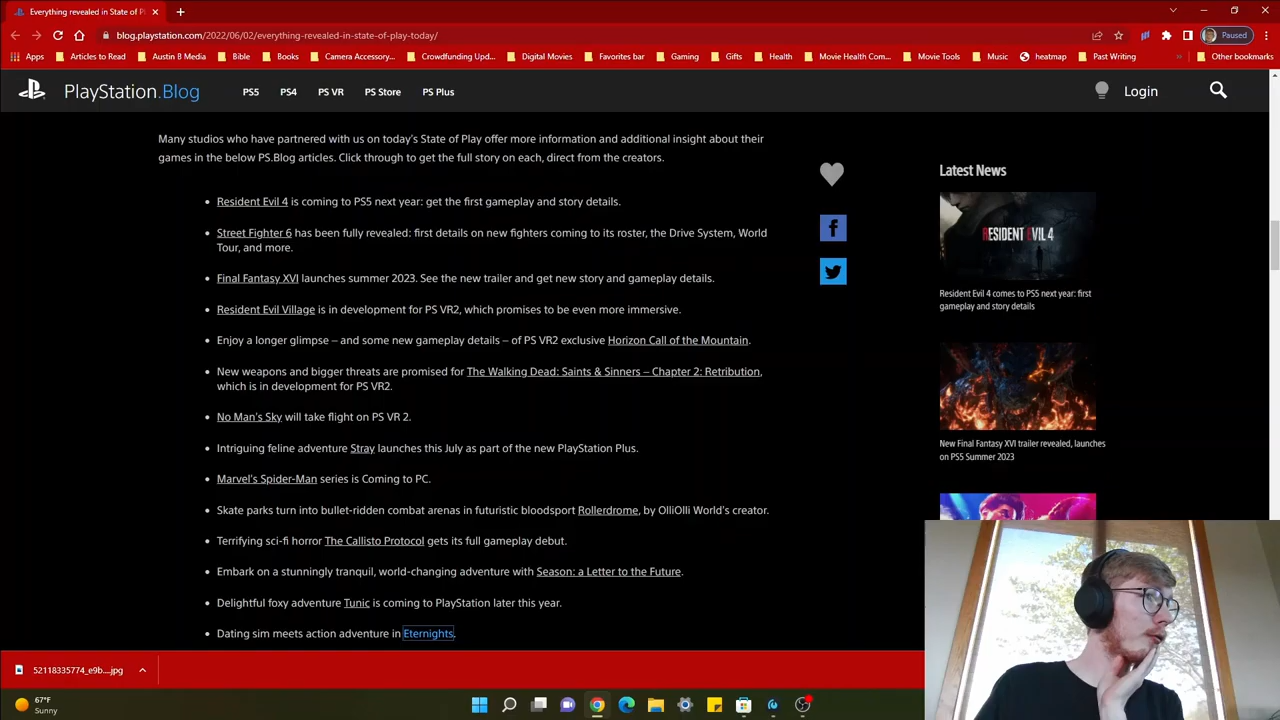 Everything revealed in State of P
blog.playstation.com/2022/06/02/everything-revealed-in-state-of-play-today/
Paused
Apps
Articles to Read
Austin B Media
Bible
Books
Camera Accessory...
Crowdfunding Upd...
Digital Movies
Favorites bar
Gaming
Gifts
Health
Movie Health Com...
Movie Tools
Music
heatmap
Past Writing
»
Other bookmarks
PlayStation.Blog
PS5
PS4
PS VR
PS Store
PS Plus
Login
Many studios who have partnered with us on today's State of Play offer more information and additional insight about their
games in the below PS.Blog articles. Click through to get the full story on each, direct from the creators.
• Resident Evil 4 is coming to PS5 next year: get the first gameplay and story details.
• Street Fighter 6 has been fully revealed: first details on new fighters coming to its roster, the Drive System, World
Tour, and more.
• Final Fantasy XVI launches summer 2023. See the new trailer and get new story and gameplay details.
• Resident Evil Village is in development for PS VR2, which promises to be even more immersive.
• Enjoy a longer glimpse – and some new gameplay details – of PS VR2 exclusive Horizon Call of the Mountain.
• New weapons and bigger threats are promised for The Walking Dead: Saints & Sinners – Chapter 2: Retribution,
which is in development for PS VR2.
• No Man's Sky will take flight on PS VR 2.
• Intriguing feline adventure Stray launches this July as part of the new PlayStation Plus.
• Marvel's Spider-Man series is Coming to PC.
• Skate parks turn into bullet-ridden combat arenas in futuristic bloodsport Rollerdrome, by OlliOlli World's creator.
• Terrifying sci-fi horror The Callisto Protocol gets its full gameplay debut.
• Embark on a stunningly tranquil, world-changing adventure with Season: a Letter to the Future.
• Delightful foxy adventure Tunic is coming to PlayStation later this year.
• Dating sim meets action adventure in Eternights.
Latest News
RESIDENT EVIL 4
Resident Evil 4 comes to PS5 next year: first
gameplay and story details
New Final Fantasy XVI trailer revealed, launches
on PS5 Summer 2023
52118335774_e9b....jpg
67°F
Sunny